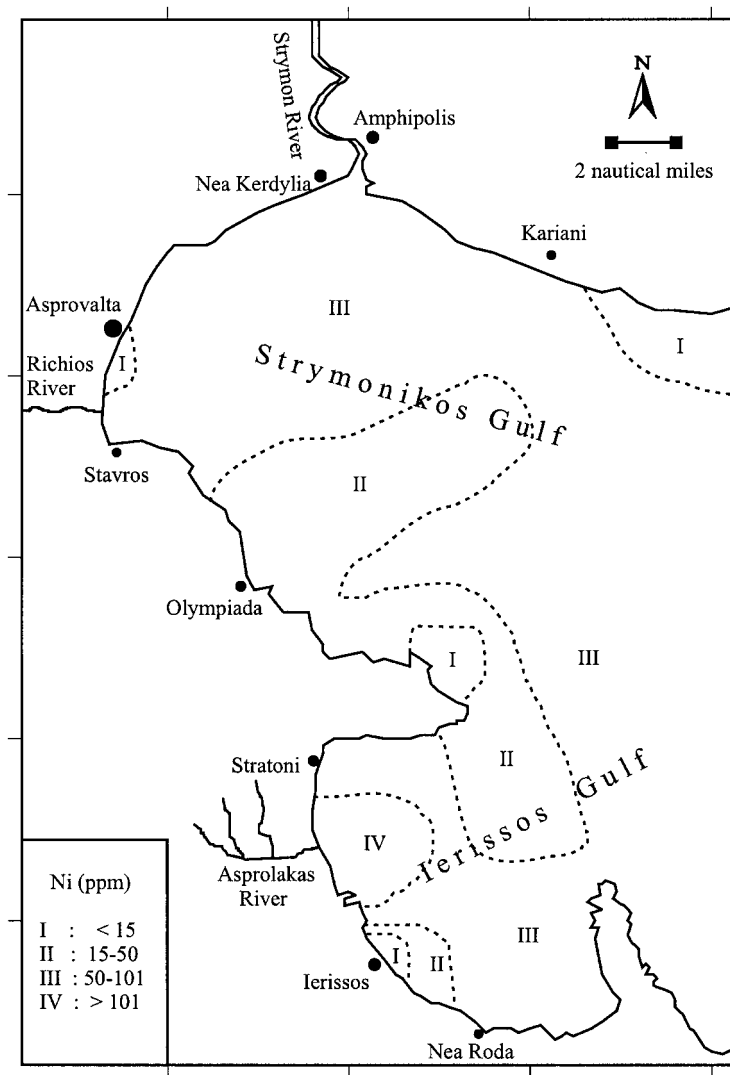 Strymon River
N
Amphipolis
2 nautical miles
Nea Kerdylia
Kariani
Asprovalta
III
I
I
Richios
River
Strymonikos Gulf
Stavros
II
Olympiada
I
III
Stratoni
II
Ierissos Gulf
IV
Asprolakas
River
Ni (ppm)
I : < 15
II : 15-50
III : 50-101
IV : > 101
III
I
II
Ierissos
Nea Roda